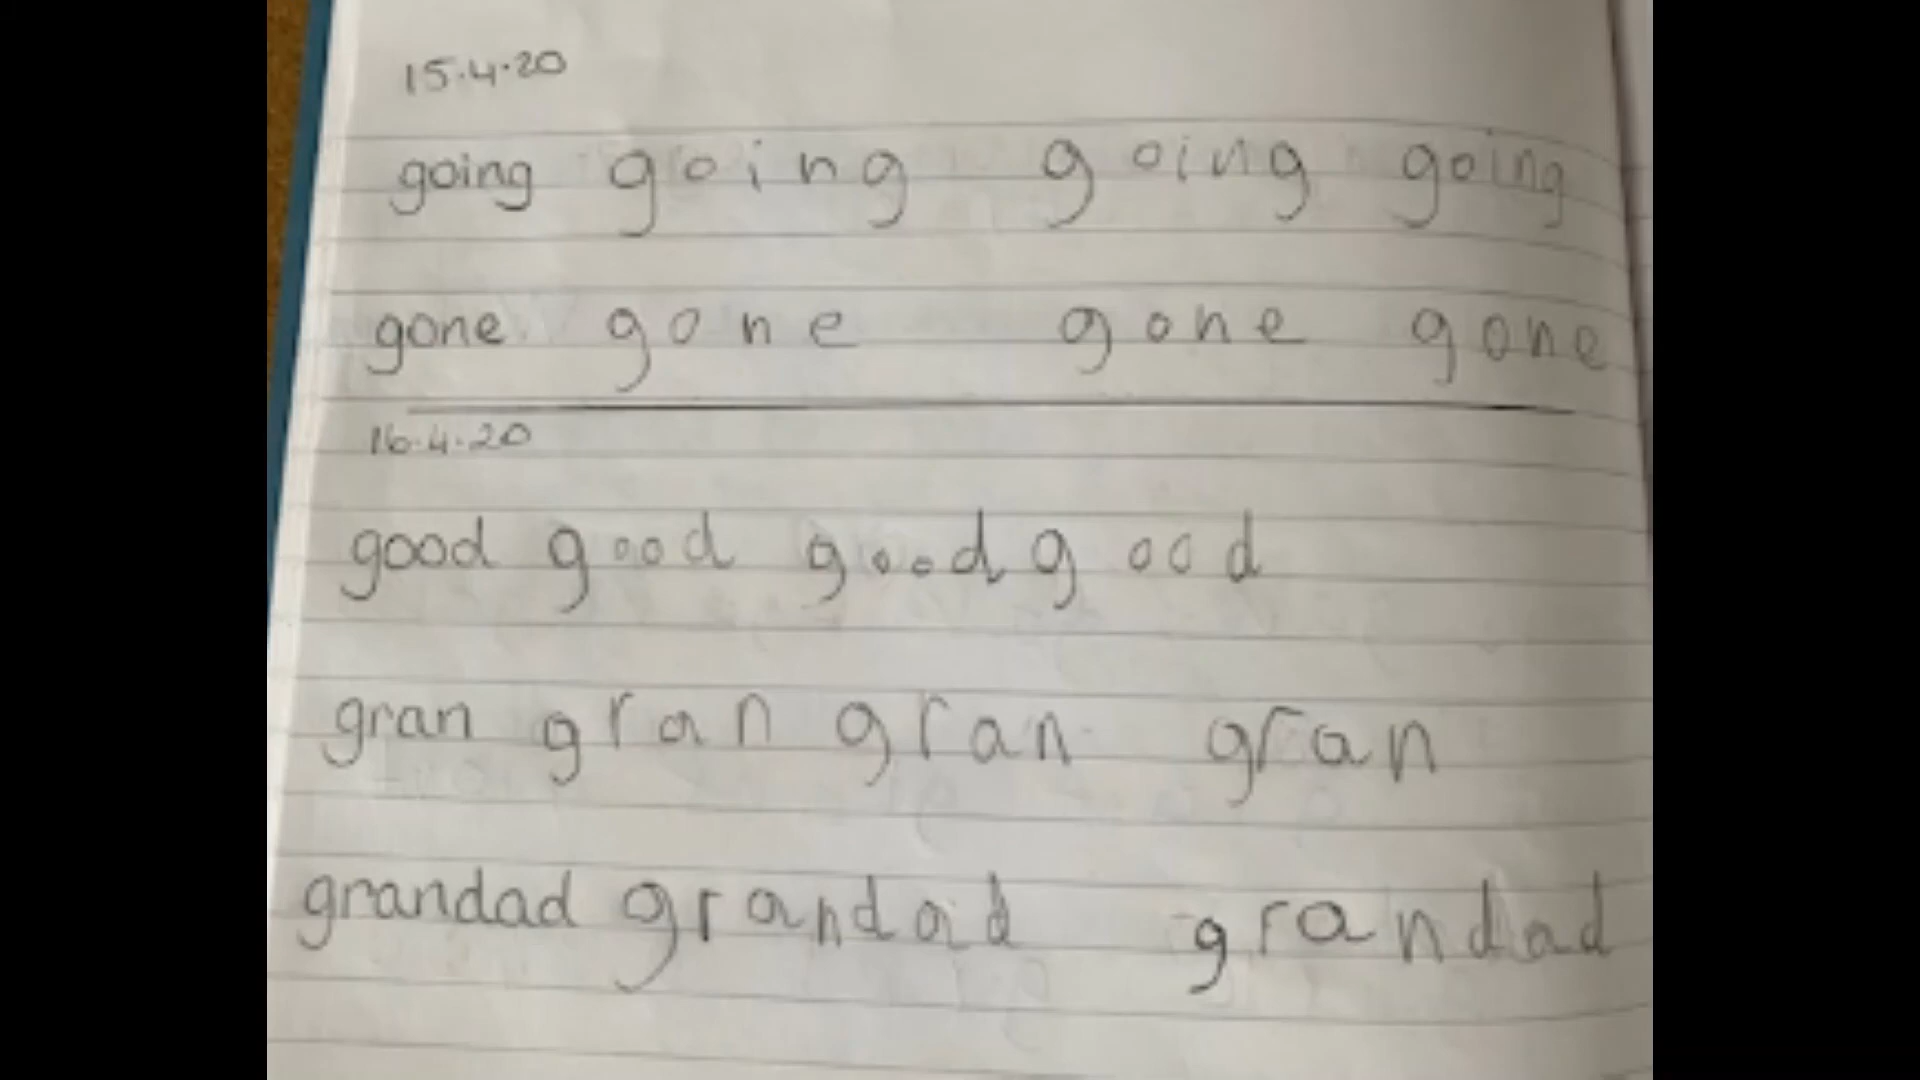 15.4.20
going going going going
gone gone gone gone
16.4.20
good good good good
gran gran gran gran
grandad grandad grandad